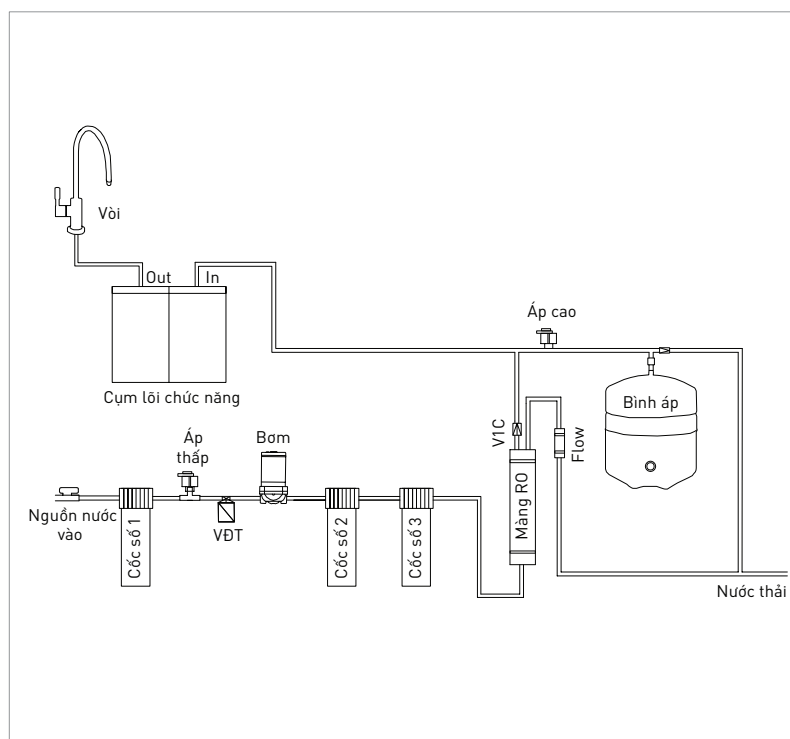 Vòi
Out
In
Áp cao
Cụm lõi chức năng
Bình áp
Áp
thấp
Bơm
V1C
Flow
Màng RO
Nguồn nước
vào
Cốc số 1
VĐT
Cốc số 2
Cốc số 3
Nước thải